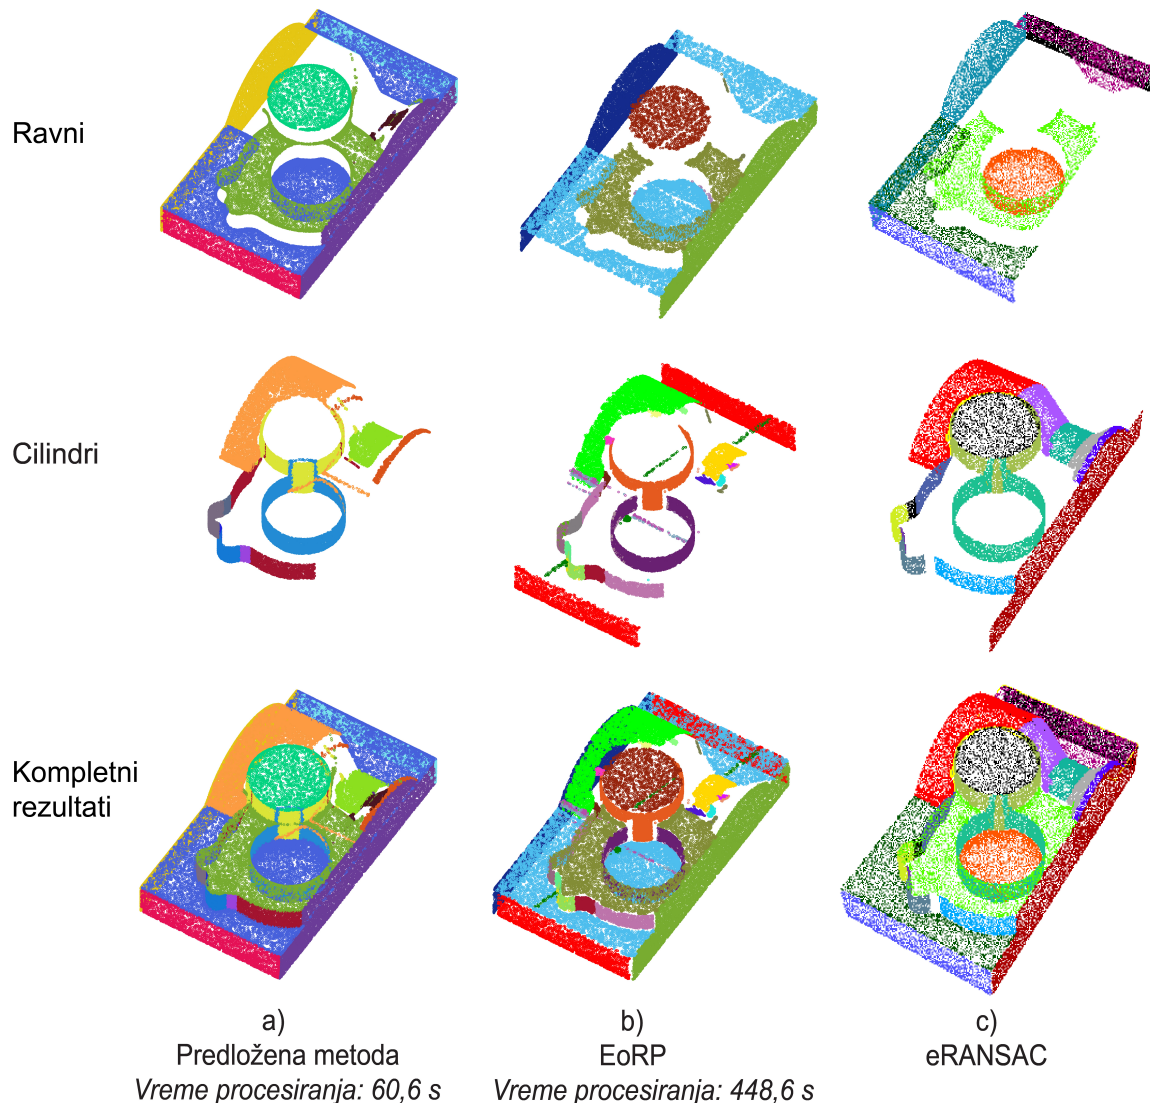 Ravni
Cilindri
Kompletni
rezultati
a)
Predložena metoda
Vreme procesiranja: 60,6 s
b)
EoRP
Vreme procesiranja: 448,6 s
c)
eRANSAC